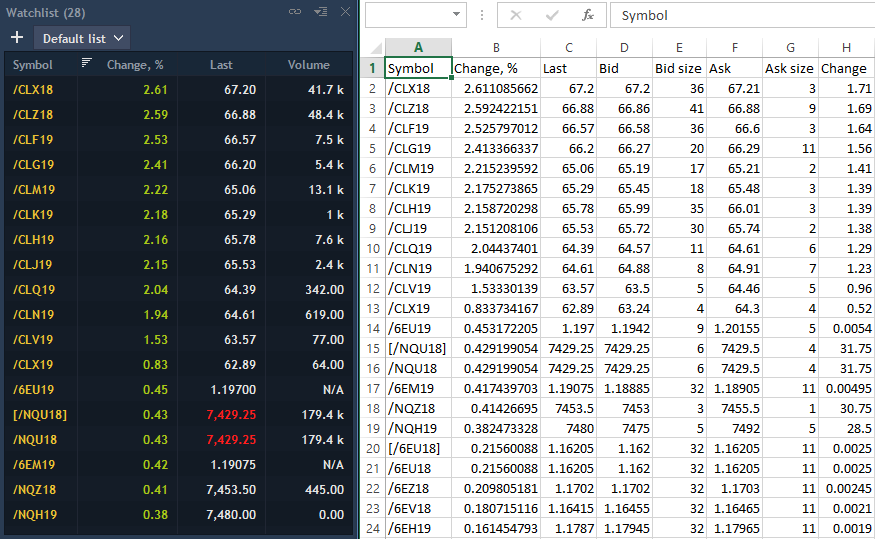 Watchlist (28)
Default list
Symbol Change, % Last Volume
/CLX18 2.61 67.20 41.7 k
/CLZ18 2.59 66.88 48.4 k
/CLF19 2.53 66.57 7.5 k
/CLG19 2.41 66.20 5.4 k
/CLM19 2.22 65.06 13.1 k
/CLK19 2.18 65.29 1 k
/CLH19 2.16 65.78 7.6 k
/CLJ19 2.15 65.53 2.4 k
/CLQ19 2.04 64.39 342.00
/CLN19 1.94 64.61 619.00
/CLV19 1.53 63.57 77.00
/CLX19 0.83 62.89 64.00
/6EU19 0.45 1.19700 N/A
[/NQU18] 0.43 7,429.25 179.4 k
/NQU18 0.43 7,429.25 179.4 k
/6EM19 0.42 1.19075 N/A
/NQZ18 0.41 7,453.50 445.00
/NQH19 0.38 7,480.00 0.00
fx Symbol
A B C D E F G H
1 Symbol Change, % Last Bid Bid size Ask Ask size Change
2 /CLX18 2.611085662 67.2 67.2 36 67.21 3 1.71
3 /CLZ18 2.592422151 66.88 66.86 41 66.88 9 1.69
4 /CLF19 2.525797012 66.57 66.58 36 66.6 3 1.64
5 /CLG19 2.413366337 66.2 66.27 20 66.29 11 1.56
6 /CLM19 2.215239592 65.06 65.19 17 65.21 2 1.41
7 /CLK19 2.175273865 65.29 65.45 18 65.48 3 1.39
8 /CLH19 2.158720298 65.78 65.99 35 66.01 3 1.39
9 /CLJ19 2.151208106 65.53 65.72 30 65.74 2 1.38
10 /CLQ19 2.04437401 64.39 64.57 11 64.61 6 1.29
11 /CLN19 1.940675292 64.61 64.88 8 64.91 7 1.23
12 /CLV19 1.53330139 63.57 63.5 5 64.46 5 0.96
13 /CLX19 0.833734167 62.89 63.24 4 64.3 4 0.52
14 /6EU19 0.453172205 1.197 1.1942 9 1.20155 5 0.0054
15 [/NQU18] 0.429199054 7429.25 7429.25 6 7429.5 4 31.75
16 /NQU18 0.429199054 7429.25 7429.25 6 7429.5 4 31.75
17 /6EM19 0.417439703 1.19075 1.18885 32 1.18905 11 0.00495
18 /NQZ18 0.41426695 7453.5 7453 3 7455.5 1 30.75
19 /NQH19 0.382473328 7480 7475 5 7492 5 28.5
20 [/6EU18] 0.21560088 1.16205 1.162 32 1.16205 11 0.0025
21 /6EU18 0.21560088 1.16205 1.162 32 1.16205 11 0.0025
22 /6EZ18 0.209805181 1.1702 1.1702 32 1.1703 11 0.00245
23 /6EV18 0.180715116 1.16415 1.16455 32 1.16465 11 0.0021
24 /6EH19 0.161454793 1.1787 1.17945 32 1.17965 11 0.0019